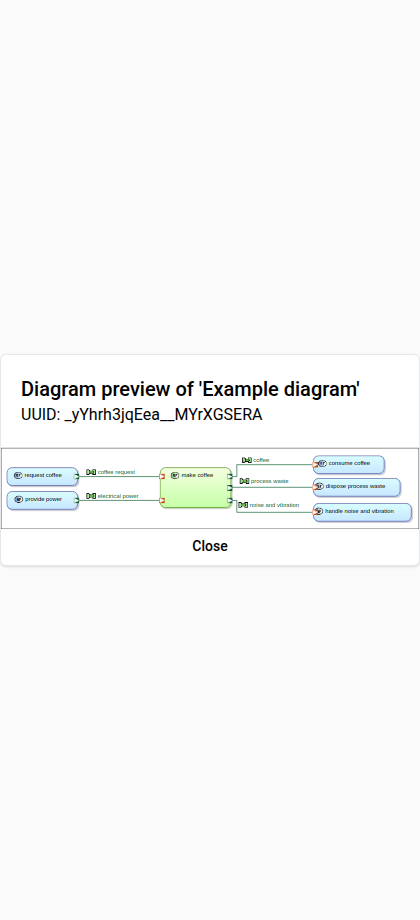 Diagram preview of 'Example diagram'
UUID: _yYhrh3jqEea__MYrXGSERA
coffee
consume coffee
request coffee
coffee request
make coffee
process waste
dispose process waste
provide power
electrical power
noise and vibration
handle noise and vibration
Close